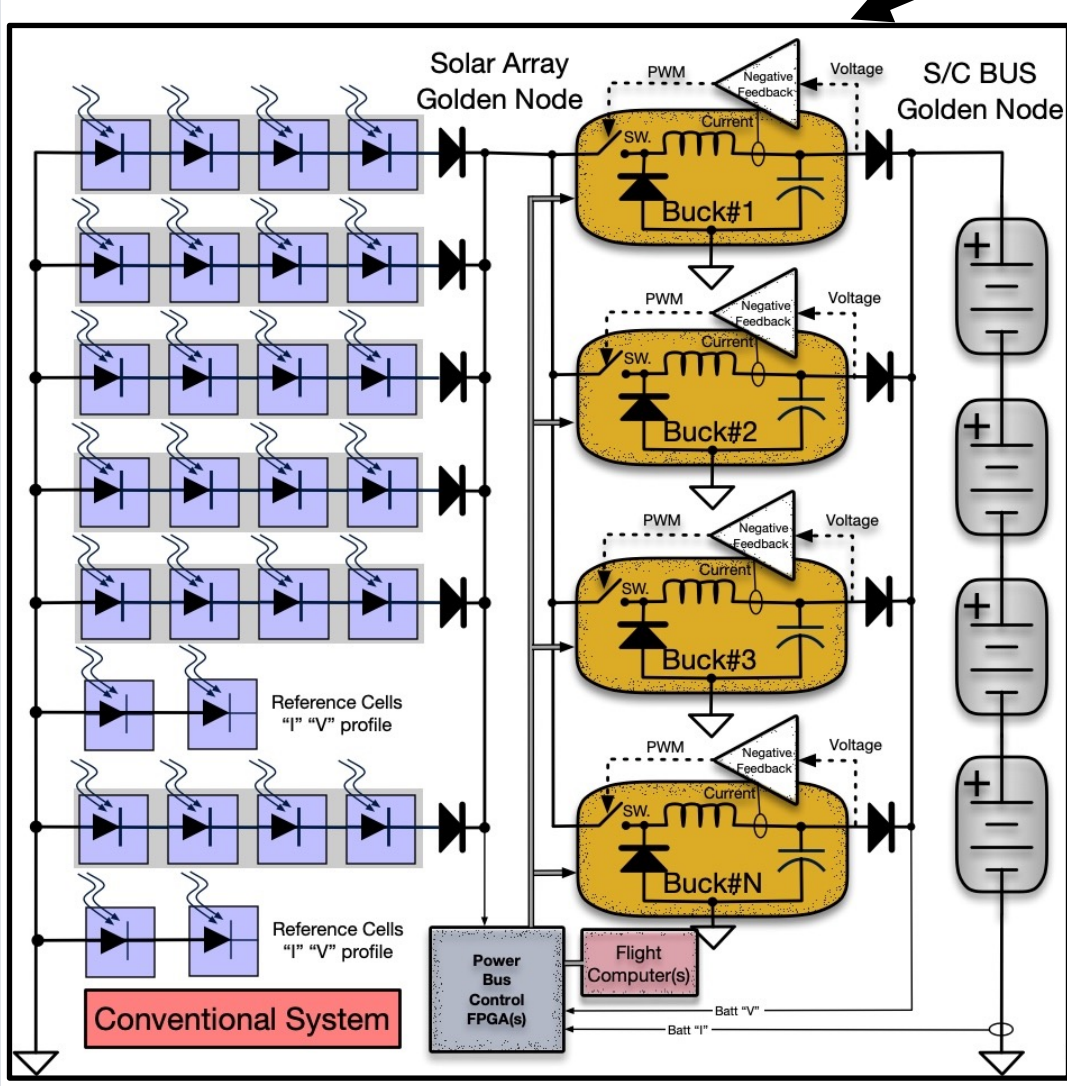 Solar Array
Golden Node
S/C BUS
Golden Node
PWM
Negative
Feedback
Voltage
Current
SW.
Buck#1
PWM
Negative
Feedback
Voltage
Current
SW.
Buck#2
PWM
Negative
Feedback
Voltage
Current
SW.
Buck#3
PWM
Negative
Feedback
Voltage
Current
SW.
Buck#N
+
+
+
+
Reference Cells
“I” “V” profile
Reference Cells
“I” “V” profile
Power
Bus
Control
FPGA(s)
Flight
Computer(s)
Batt “V”
Batt “I”
Conventional System